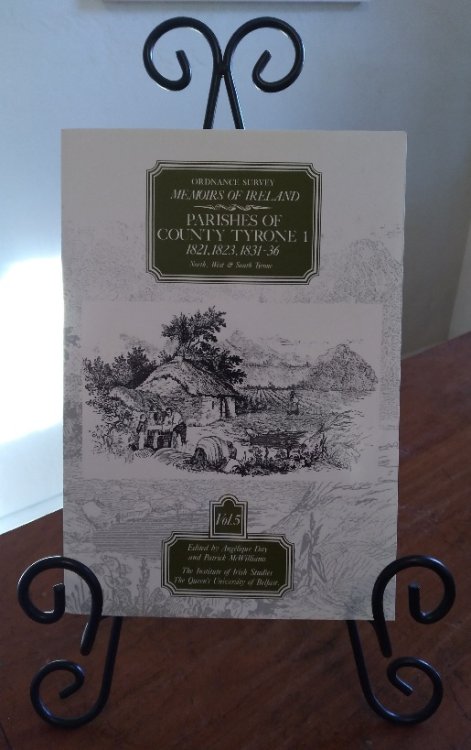 ORDNANCE SURVEY
MEMOIRS OF IRELAND
PARISHES OF
COUNTY TYRONE 1
1821, 1823, 1831-36
North, West & South Tyrone
Vol.5
Edited by Angélique Day
and Patrick McWilliams
The Institute of Irish Studies
The Queen's University of Belfast.